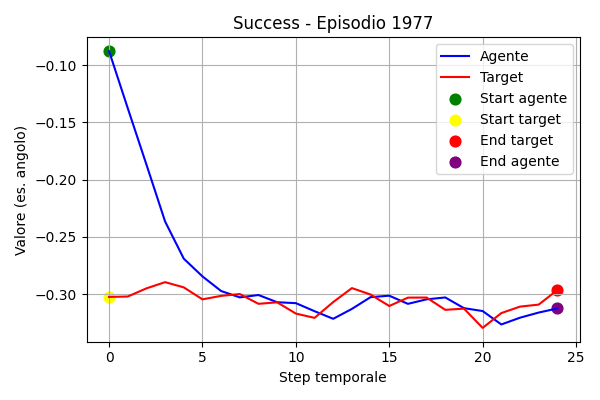 Success - Episodio 1977
Valore (es. angolo)
−0.10
−0.15
−0.20
−0.25
−0.30
0
5
10
15
20
25
Step temporale
Agente
Target
Start agente
Start target
End target
End agente